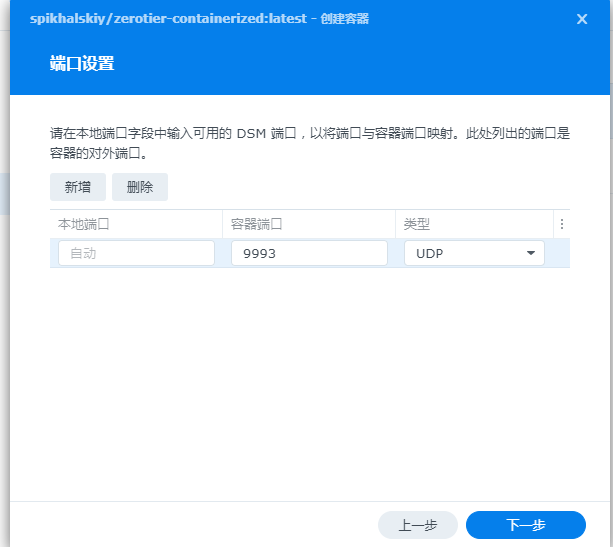 spikhalskiy/zerotier-containerized:latest - 创建容器
端口设置
请在本地端口字段中输入可用的 DSM 端口，以将端口与容器端口映射。此处列出的端口是
容器的对外端口。
新增 删除
本地端口 容器端口 类型
自动 9993 UDP
上一步 下一步